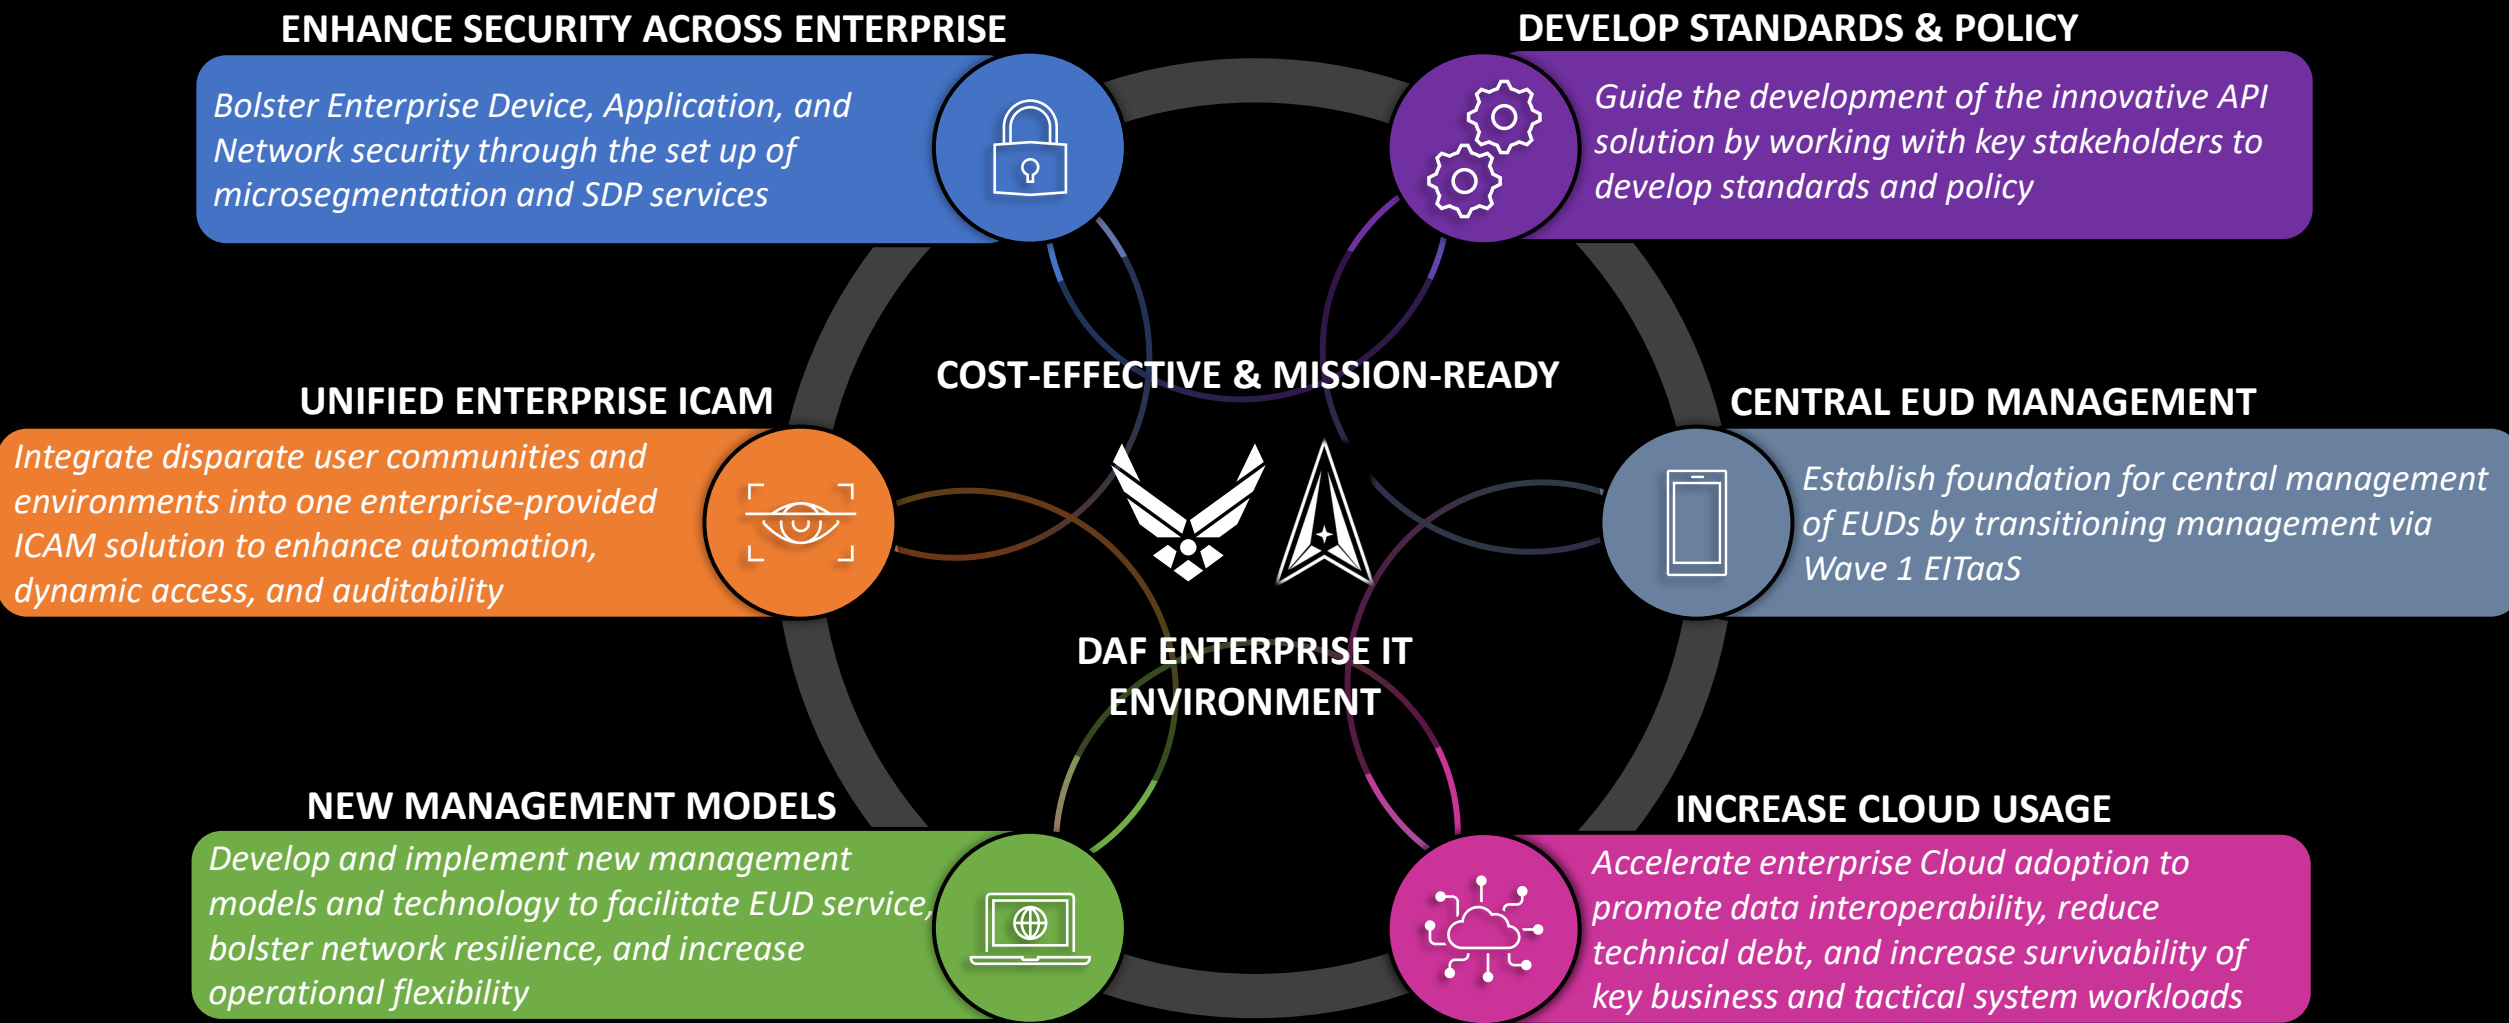 ENHANCE SECURITY ACROSS ENTERPRISE
Bolster Enterprise Device, Application, and
Network security through the set up of
microsegmentation and SDP services
DEVELOP STANDARDS & POLICY
Guide the development of the innovative API
solution by working with key stakeholders to
develop standards and policy
UNIFIED ENTERPRISE ICAM
Integrate disparate user communities and
environments into one enterprise-provided
ICAM solution to enhance automation,
dynamic access, and auditability
COST-EFFECTIVE & MISSION-READY
DAF ENTERPRISE IT
ENVIRONMENT
CENTRAL EUD MANAGEMENT
Establish foundation for central management
of EUDs by transitioning management via
Wave 1 EITaaS
NEW MANAGEMENT MODELS
Develop and implement new management
models and technology to facilitate EUD service,
bolster network resilience, and increase
operational flexibility
INCREASE CLOUD USAGE
Accelerate enterprise Cloud adoption to
promote data interoperability, reduce
technical debt, and increase survivability of
key business and tactical system workloads